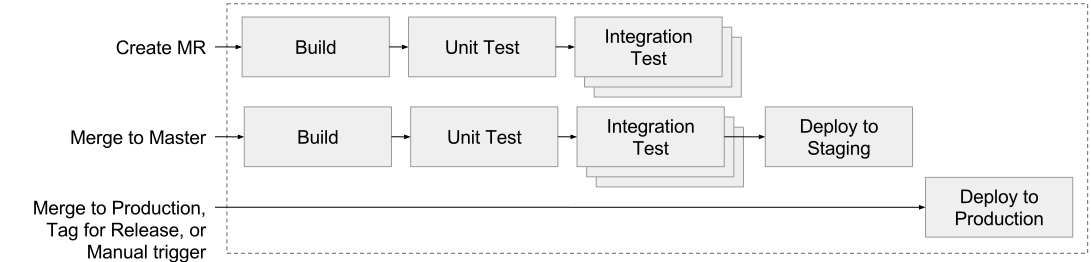 Create MR
Build
Unit Test
Integration
Test
Merge to Master
Build
Unit Test
Integration
Test
Deploy to
Staging
Merge to Production,
Tag for Release, or
Manual trigger
Deploy to
Production